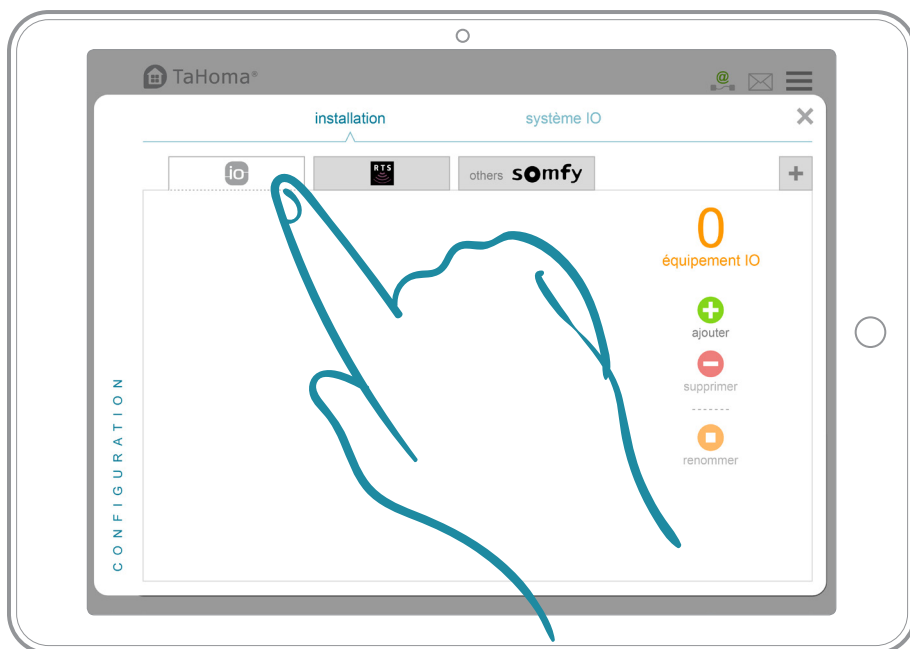 TaHoma®
@
installation
système IO
io
RTS
others somfy
0
équipement IO
ajouter
supprimer
renommer
CONFIGURATION